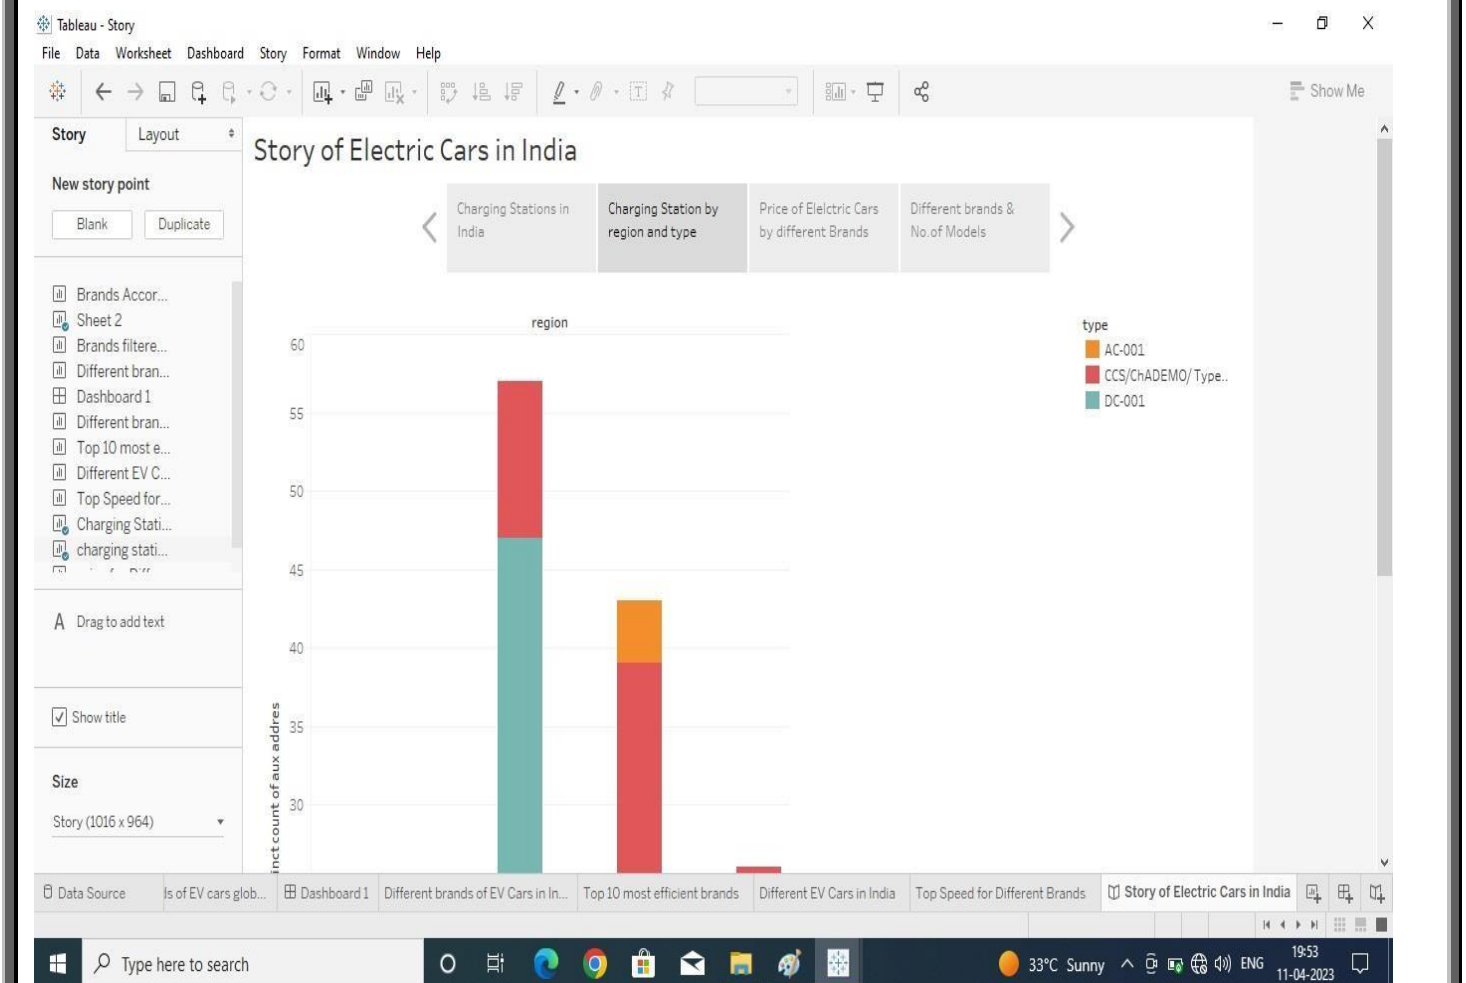 Tableau - Story
File Data Worksheet Dashboard Story Format Window Help
Show Me
Story Layout
Story of Electric Cars in India
New story point
Blank Duplicate
Charging Stations in
India
Charging Station by
region and type
Price of Elelctric Cars
by different Brands
Different brands &
No.of Models
Brands Accor...
Sheet 2
Brands filtere...
Different bran...
Dashboard 1
Different bran...
Top 10 most e...
Different EV C...
Top Speed for...
Charging Stati...
charging stati...
A Drag to add text
Show title
Size
Story (1016 x 964)
region
60
55
50
45
40
35
30
inct count of aux addres
type
AC-001
CCS/ChADEMO/ Type..
DC-001
Data Source ls of EV cars glob... Dashboard 1 Different brands of EV Cars in In... Top 10 most efficient brands Different EV Cars in India Top Speed for Different Brands Story of Electric Cars in India
Type here to search
33°C Sunny ENG 19:53
11-04-2023